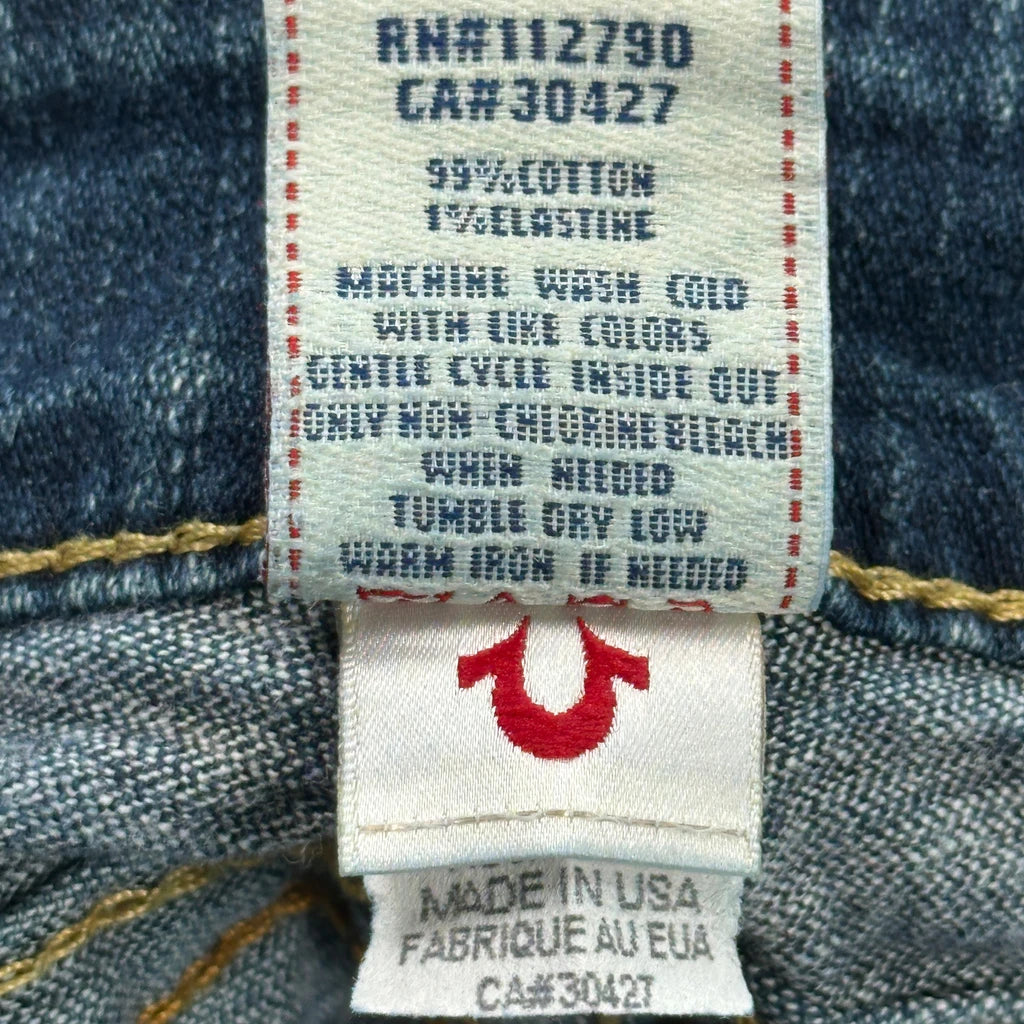 RN#112790
CA#30427
99%COTTON
1%ELASTINE
MACHINE WASH COLD
WITH LIKE COLORS
GENTLE CYCLE INSIDE OUT
ONLY NON-CHLORINE BLEACH
WHEN NEEDED
TUMBLE DRY LOW
WARM IRON IF NEEDED
MADE IN USA
FABRIQUE AU EUA
CA#30427